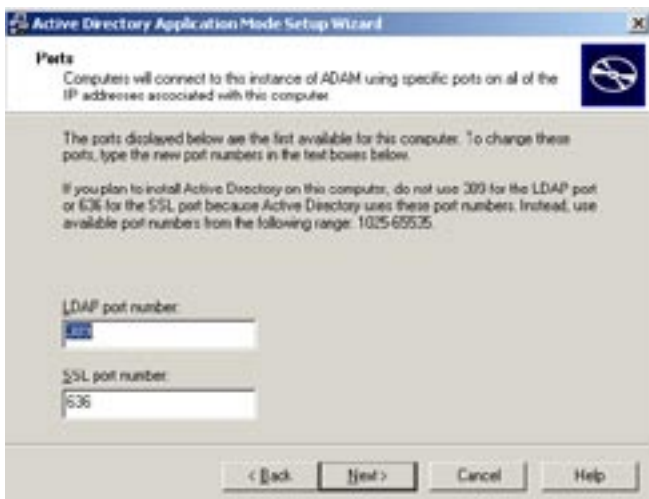 Active Directory Application Mode Setup Wizard
Ports
Computers will connect to this instance of ADAM using specific ports on all of the
IP addresses associated with this computer.
The ports displayed below are the first available for this computer. To change these
ports, type the new port numbers in the text boxes below.
If you plan to install Active Directory on this computer, do not use 389 for the LDAP port
or 636 for the SSL port because Active Directory uses these port numbers. Instead, use
available port numbers from the following range: 1025-65535.
LDAP port number:
389
SSL port number:
636
< Back
Next >
Cancel
Help